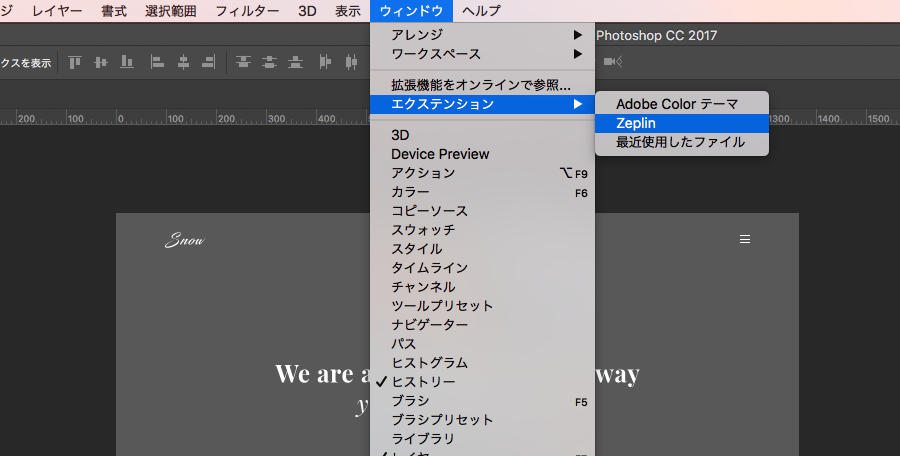 ジ レイヤー 書式 選択範囲 フィルター 3D 表示 ウィンドウ ヘルプ
Photoshop CC 2017
クスを表示
200 100 0 100 200 300 400 500 1300 1400 1500
アレンジ
ワークスペース
拡張機能をオンラインで参照...
エクステンション
Adobe Color テーマ
Zeplin
最近使用したファイル
3D
Device Preview
アクション ⌥F9
カラー F6
コピーソース
スウォッチ
スタイル
タイムライン
チャンネル
ツールプリセット
ナビゲーター
パス
ヒストグラム
✓ヒストリー
ブラシ F5
ブラシプリセット
ライブラリ
Snow
We are a way
y